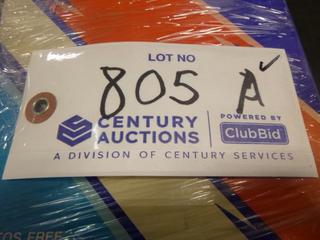 LOT NO
805 A ✓
CENTURY AUCTIONS
POWERED BY
ClubBid
A DIVISION OF CENTURY SERVICES